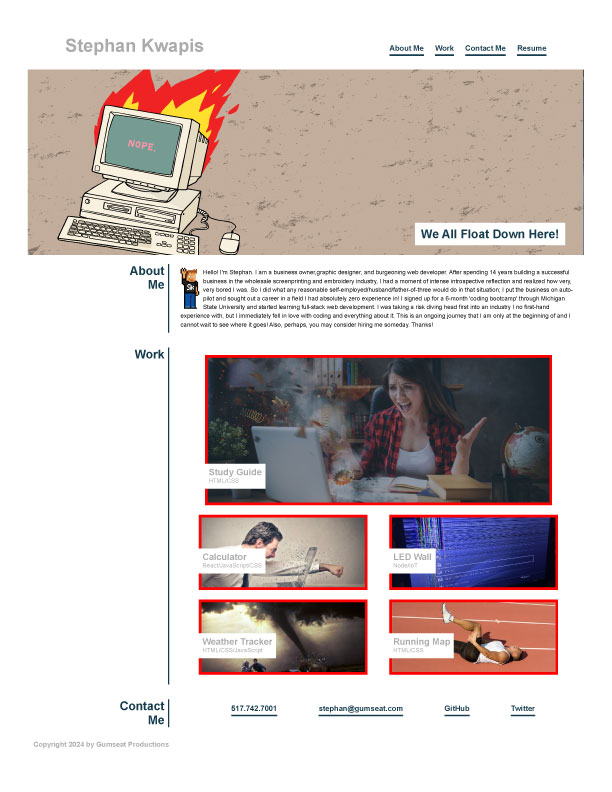 Stephan Kwapis
About Me Work Contact Me Resume
NOPE.
We All Float Down Here!
About
Me
Hello! I'm Stephan. I am a business owner,graphic designer, and burgeoning web developer. After spending 14 years building a successful
business in the wholesale screenprinting and embroidery industry, I had a moment of intense introspective reflection and realized how very,
very bored I was. So I did what any reasonable self-employed/husband/father-of-three would do in that situation; I put the business on auto-
pilot and sought out a career in a field I had absolutely zero experience in! I signed up for a 6-month 'coding bootcamp' through Michigan
State University and started learning full-stack web development. I was taking a risk diving head first into an industry I no first-hand
experience with, but I immediately fell in love with coding and everything about it. This is an ongoing journey that I am only at the beginning of and I
cannot wait to see where it goes! Also, perhaps, you may consider hiring me someday. Thanks!
Work
Study Guide
HTML/CSS
Calculator
React/JavaScript/CSS
LED Wall
Node/IoT
Weather Tracker
HTML/CSS/JavaScript
Running Map
HTML/CSS
Contact
Me
517.742.7001 stephan@gumseat.com GitHub Twitter
Copyright 2024 by Gumseat Productions